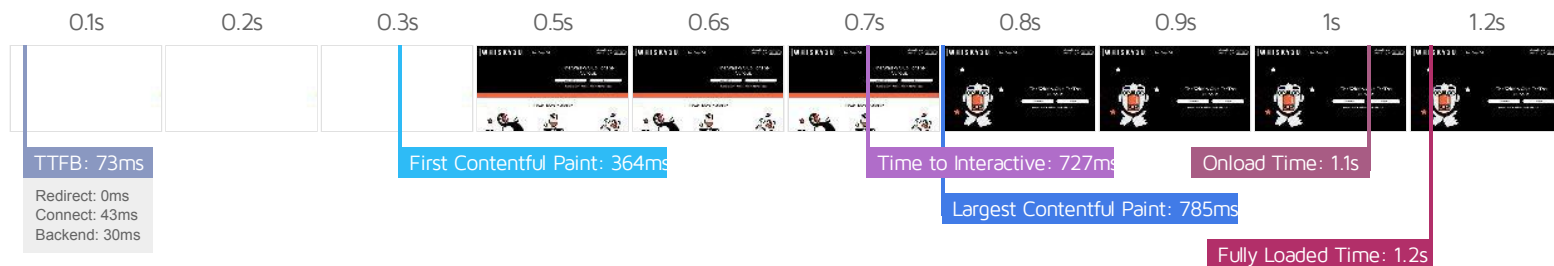 0.1s 0.2s 0.3s 0.5s 0.6s 0.7s 0.8s 0.9s 1s 1.2s
TTFB: 73ms
First Contentful Paint: 364ms
Time to Interactive: 727ms
Onload Time: 1.1s
Redirect: 0ms
Connect: 43ms
Backend: 30ms
Largest Contentful Paint: 785ms
Fully Loaded Time: 1.2s